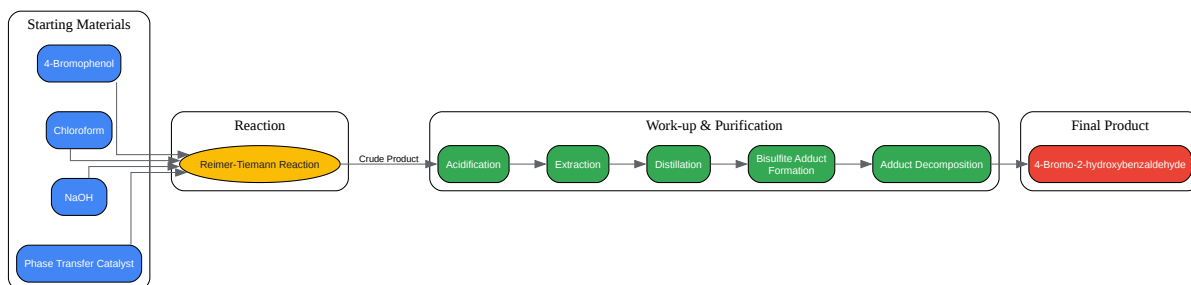 Starting Materials
4-Bromophenol
Chloroform
NaOH
Phase Transfer Catalyst
Reaction
Reimer-Tiemann Reaction
Crude Product
Work-up & Purification
Acidification
Extraction
Distillation
Bisulfite Adduct
Formation
Adduct Decomposition
Final Product
4-Bromo-2-hydroxybenzaldehyde